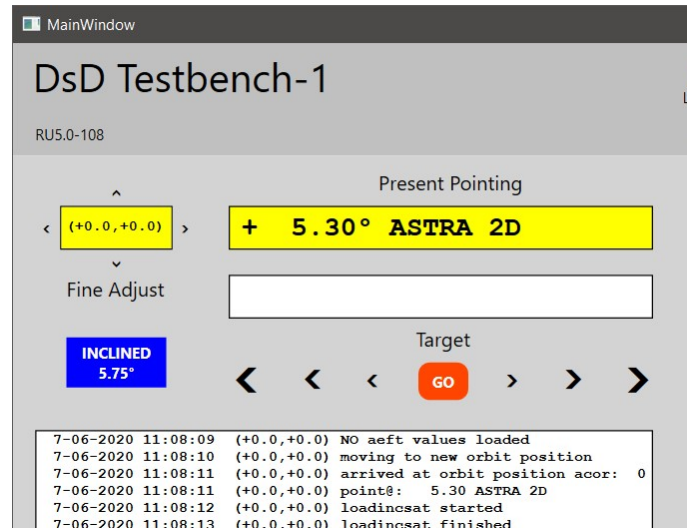 MainWindow
DsD Testbench-1
RU5.0-108
Present Pointing
(+0.0,+0.0)
+ 5.30° ASTRA 2D
Fine Adjust
Target
INCLINED
5.75°
GO
7-06-2020 11:08:09 (+0.0,+0.0) NO aeft values loaded
7-06-2020 11:08:10 (+0.0,+0.0) moving to new orbit position
7-06-2020 11:08:11 (+0.0,+0.0) arrived at orbit position acor: 0
7-06-2020 11:08:11 (+0.0,+0.0) point@: 5.30 ASTRA 2D
7-06-2020 11:08:12 (+0.0,+0.0) loadincsat started
7-06-2020 11:08:13 (+0.0,+0.0) loadincsat finished